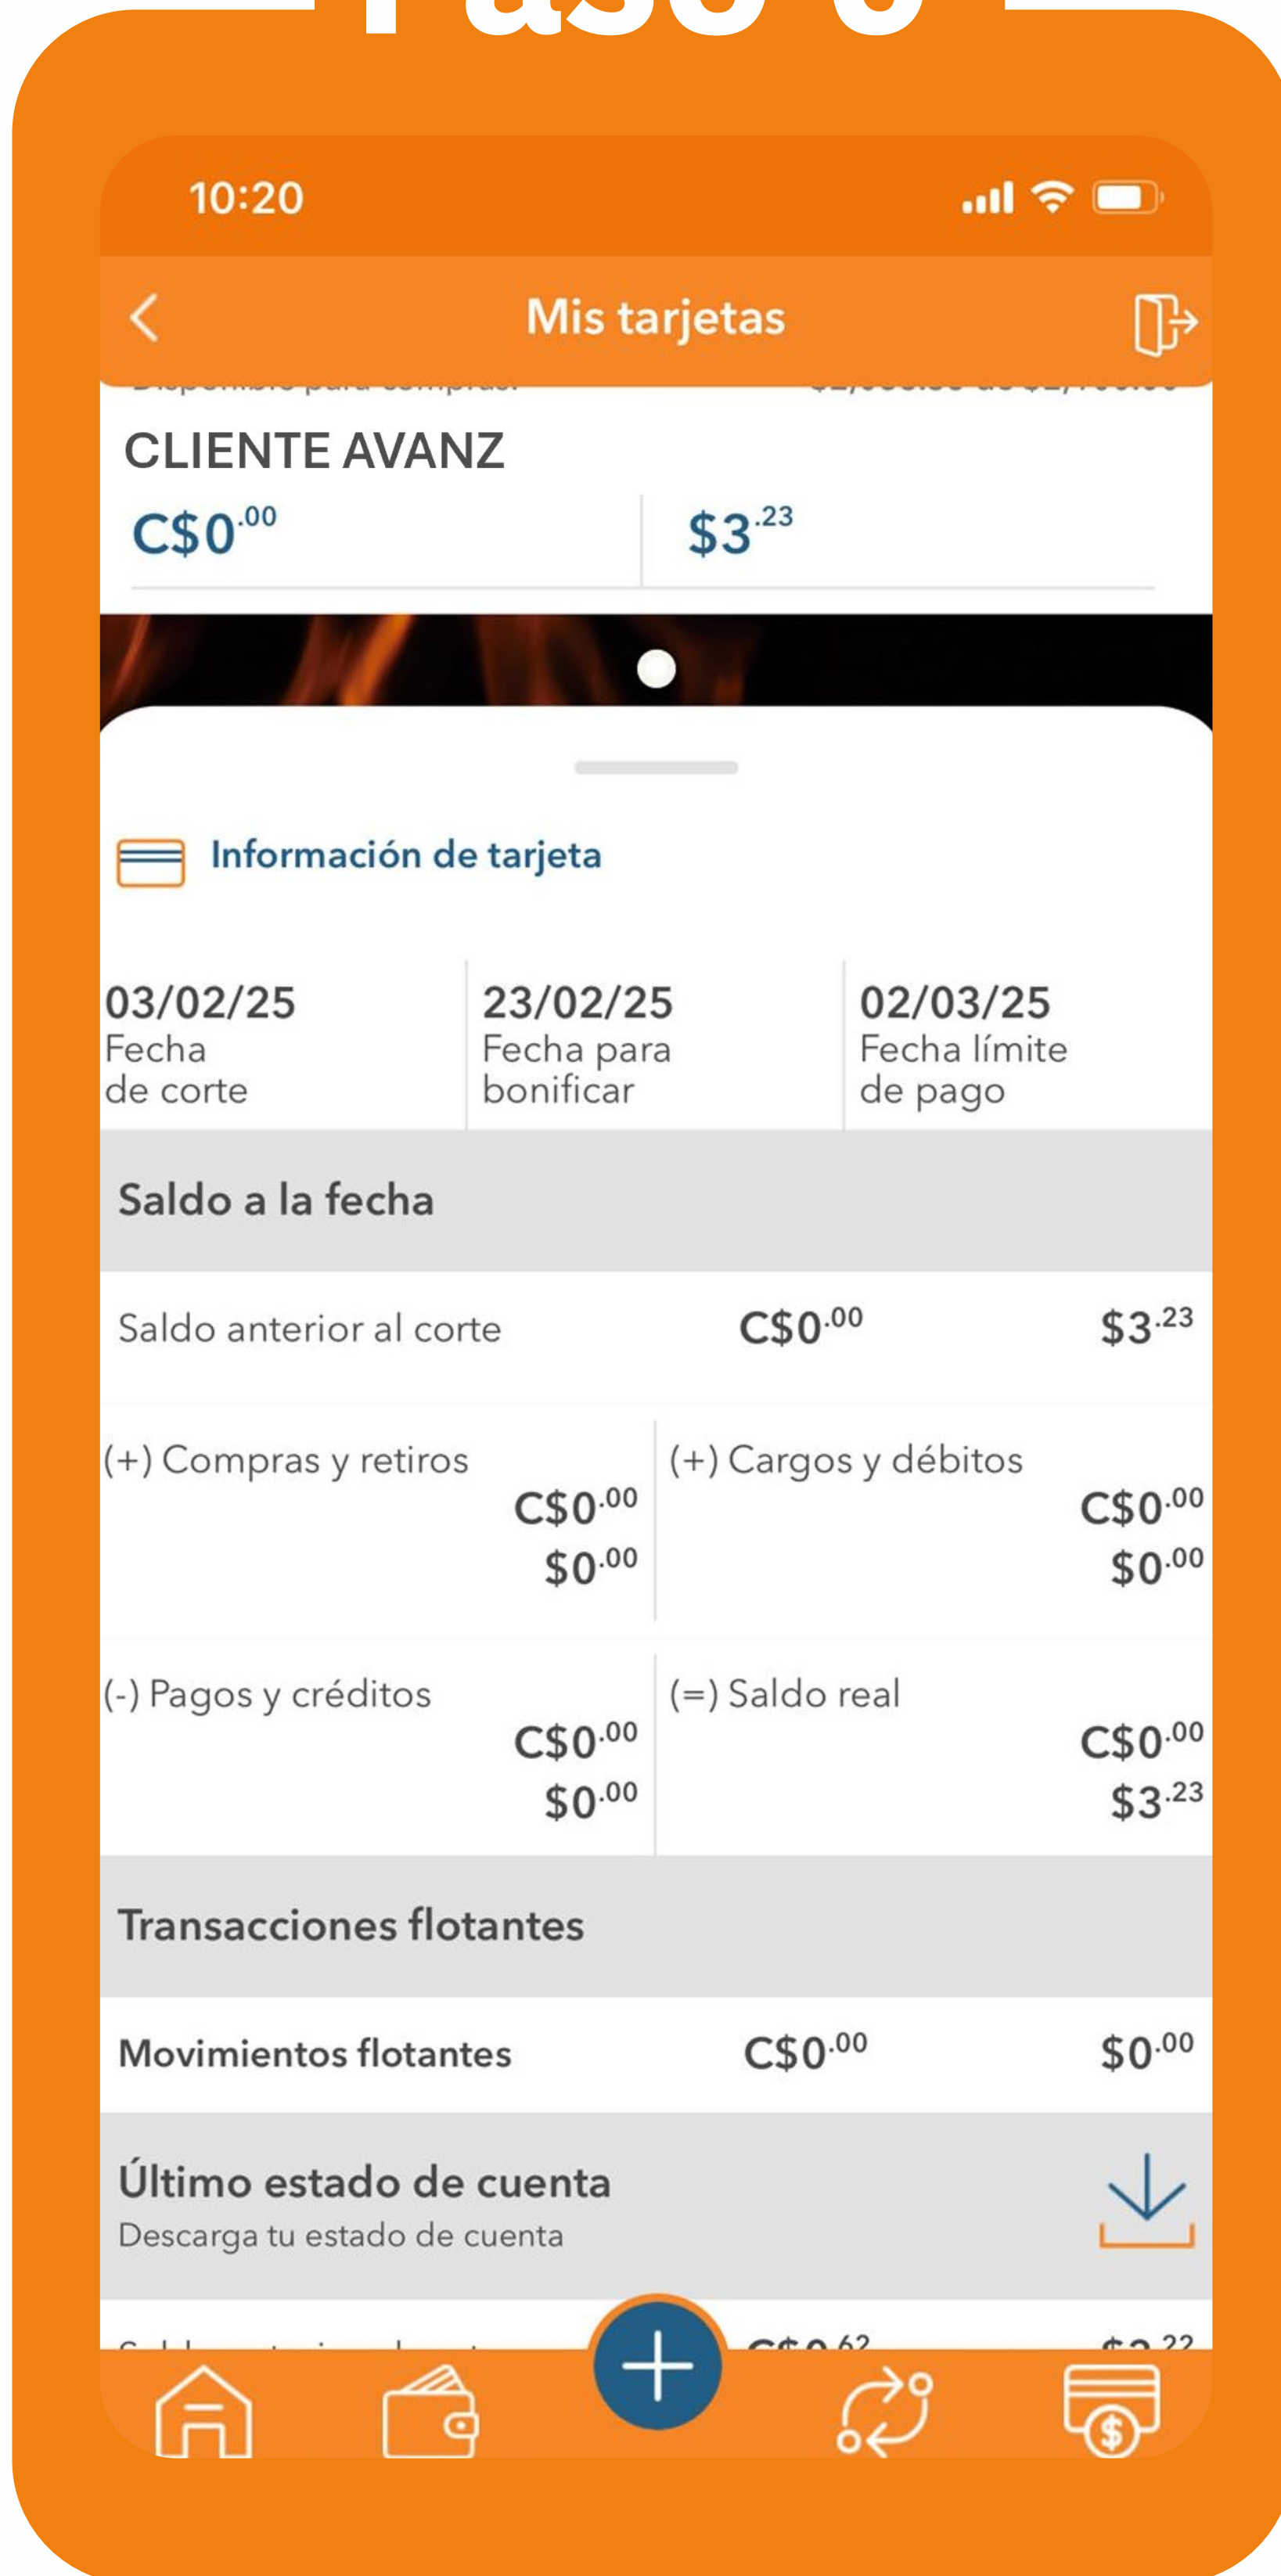 Paso
10:20
Mis tarjetas
CLIENTE AVANZ
C$0.00 $3.23
Información de tarjeta
03/02/25 23/02/25 02/03/25
Fecha Fecha para Fecha límite
de corte bonificar de pago
Saldo a la fecha
Saldo anterior al corte C$0.00 $3.23
(+) Compras y retiros (+) Cargos y débitos
C$0.00 C$0.00
$0.00 $0.00
(-) Pagos y créditos (=) Saldo real
C$0.00 C$0.00
$0.00 $3.23
Transacciones flotantes
Movimientos flotantes C$0.00 $0.00
Último estado de cuenta
Descarga tu estado de cuenta